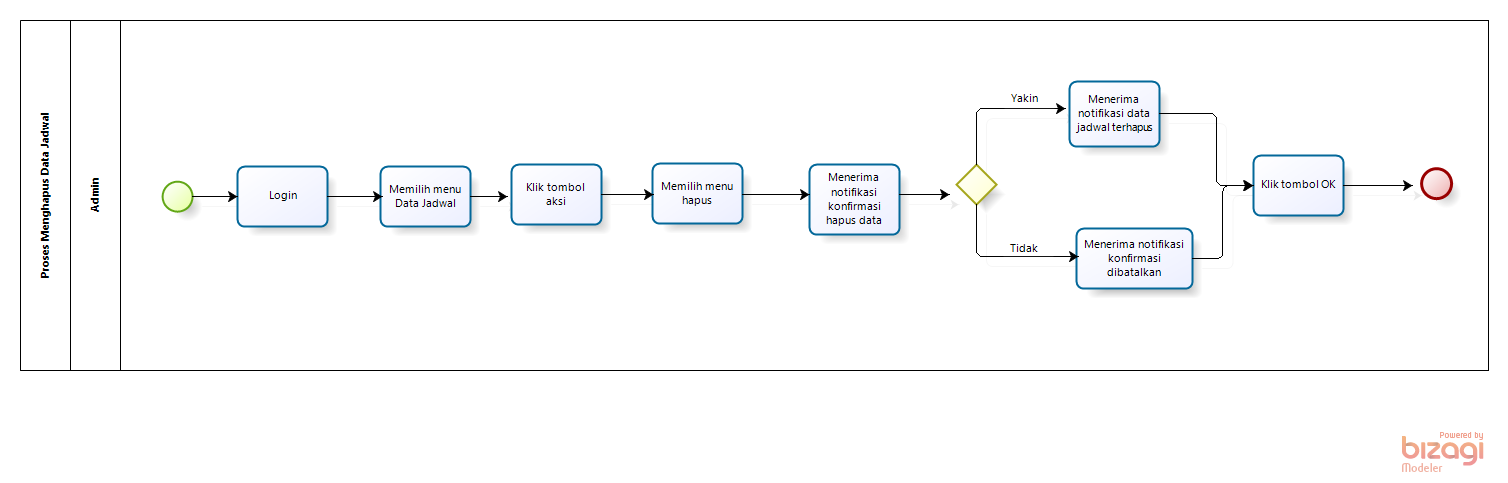 Proses Menghapus Data Jadwal
Admin
Login
Memilih menu
Data Jadwal
Klik tombol
aksi
Memilih menu
hapus
Menerima
notifikasi
konfirmasi
hapus data
Yakin
Menerima
notifikasi data
jadwal terhapus
Tidak
Menerima notifikasi
konfirmasi
dibatalkan
Klik tombol OK
Powered by
bizagi
Modeler